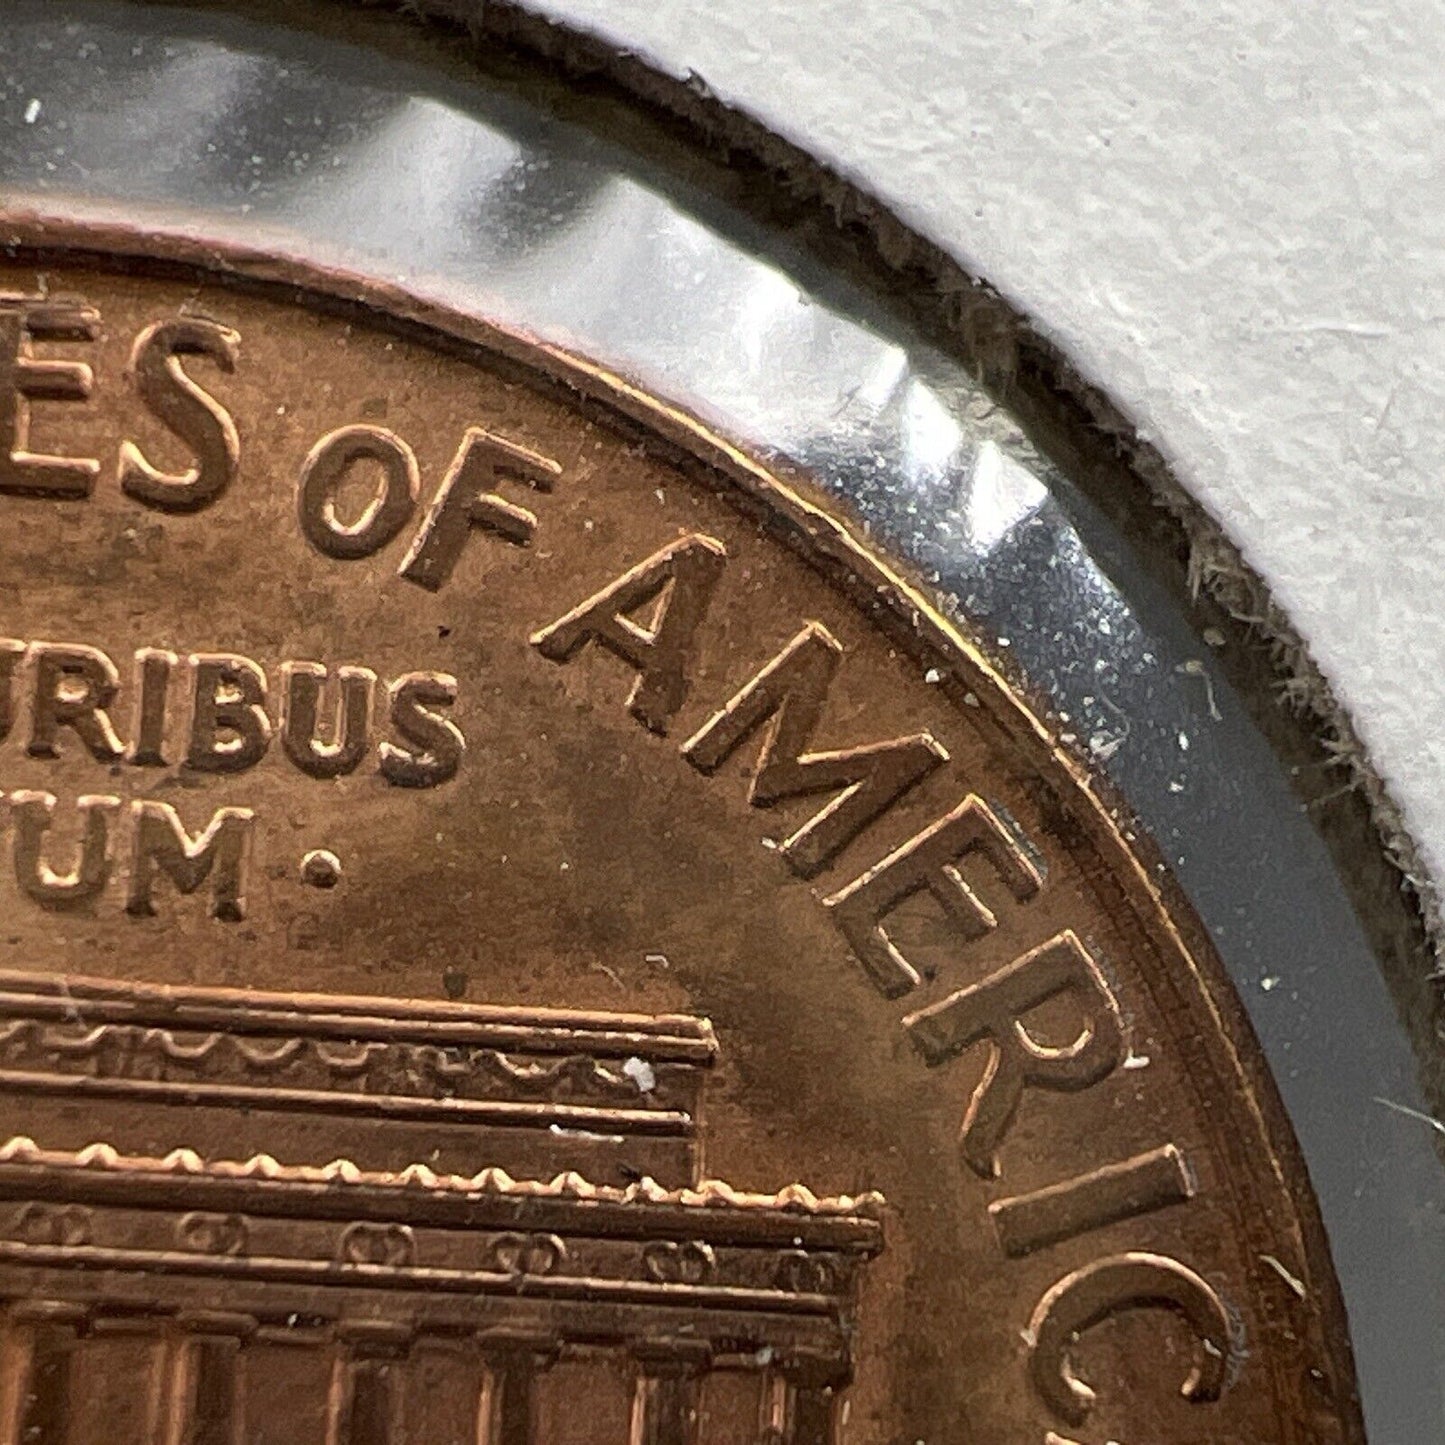 ES OF AMERIC
URIBUS
UM •